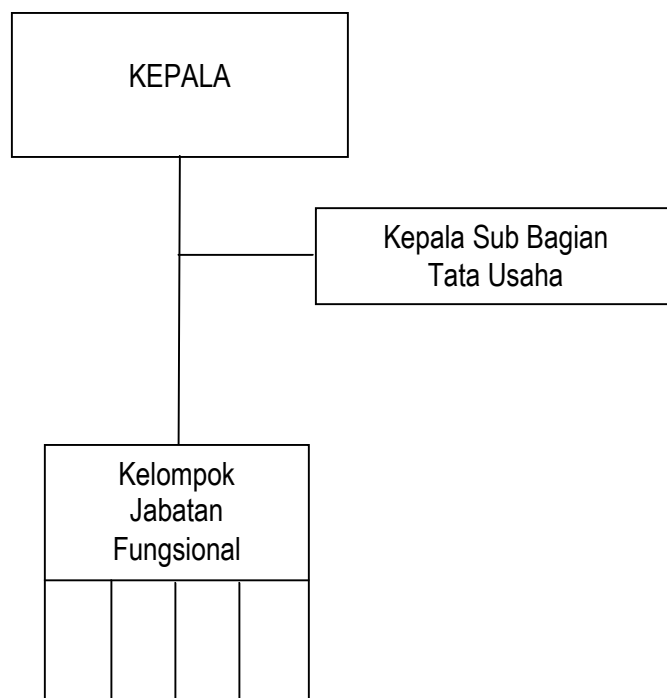 KEPALA
Kepala Sub Bagian
Tata Usaha
Kelompok
Jabatan
Fungsional